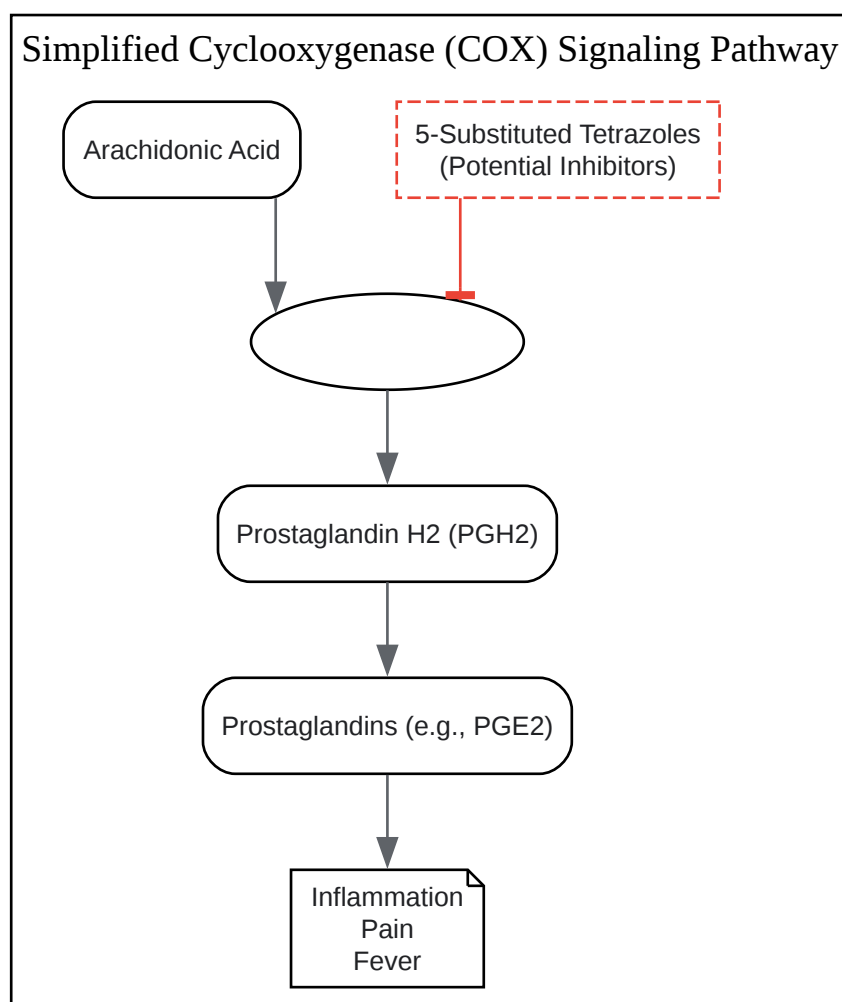 Simplified Cyclooxygenase (COX) Signaling Pathway
Arachidonic Acid
5-Substituted Tetrazoles
(Potential Inhibitors)
Prostaglandin H2 (PGH2)
Prostaglandins (e.g., PGE2)
Inflammation
Pain
Fever